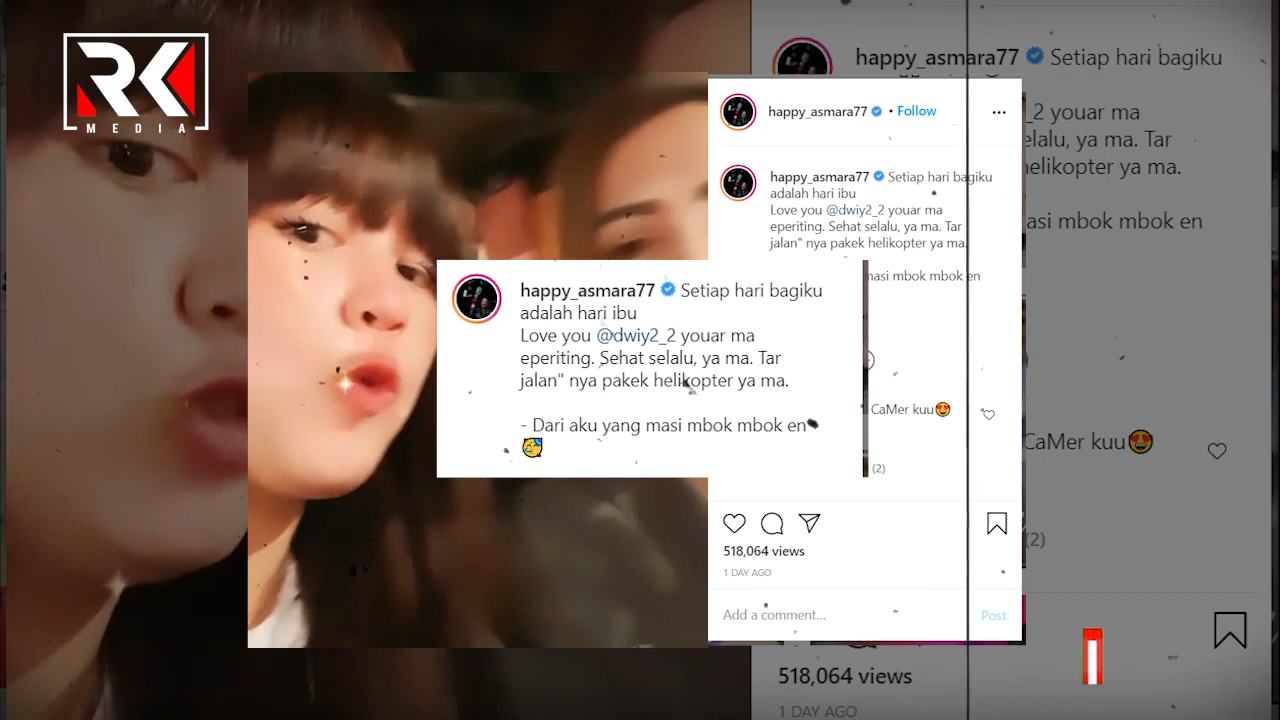 RK
MEDIA
happy_asmara77 Setiap hari bagiku
_2 youar ma
elalu, ya ma. Tar
helikopter ya ma.
asi mbok mbok en
CaMer kuu😍
(2)
518,064 views
1 DAY AGO
happy_asmara77 • Follow
happy_asmara77 Setiap hari bagiku
adalah hari ibu
Love you @dwiy2_2 youar ma
eperiting. Sehat selalu, ya ma. Tar
jalan" nya pakek helikopter ya ma.
masi mbok mbok en
CaMer kuu😍
(2)
518,064 views
1 DAY AGO
Add a comment... Post
happy_asmara77 Setiap hari bagiku
adalah hari ibu
Love you @dwiy2_2 youar ma
eperiting. Sehat selalu, ya ma. Tar
jalan" nya pakek helikopter ya ma.
- Dari aku yang masi mbok mbok en
😅